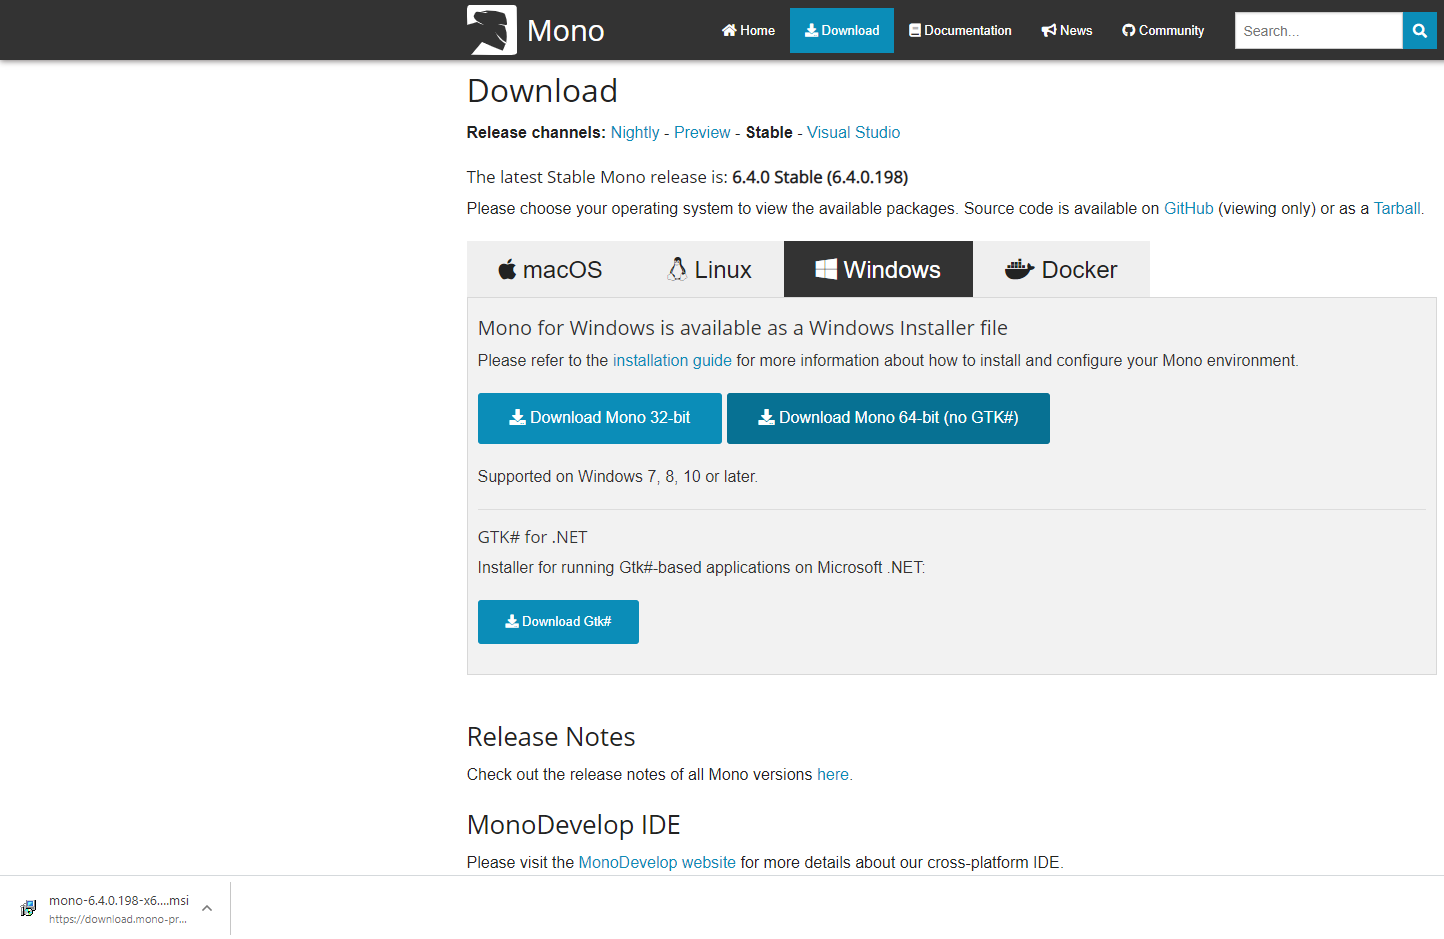 Mono
Home
Download
Documentation
News
Community
Search...
Download
Release channels: Nightly - Preview - Stable - Visual Studio
The latest Stable Mono release is: 6.4.0 Stable (6.4.0.198)
Please choose your operating system to view the available packages. Source code is available on GitHub (viewing only) or as a Tarball.
macOS
Linux
Windows
Docker
Mono for Windows is available as a Windows Installer file
Please refer to the installation guide for more information about how to install and configure your Mono environment.
Download Mono 32-bit
Download Mono 64-bit (no GTK#)
Supported on Windows 7, 8, 10 or later.
GTK# for .NET
Installer for running Gtk#-based applications on Microsoft .NET:
Download Gtk#
Release Notes
Check out the release notes of all Mono versions here.
MonoDevelop IDE
Please visit the MonoDevelop website for more details about our cross-platform IDE.
mono-6.4.0.198-x6....msi
https://download.mono-pr...